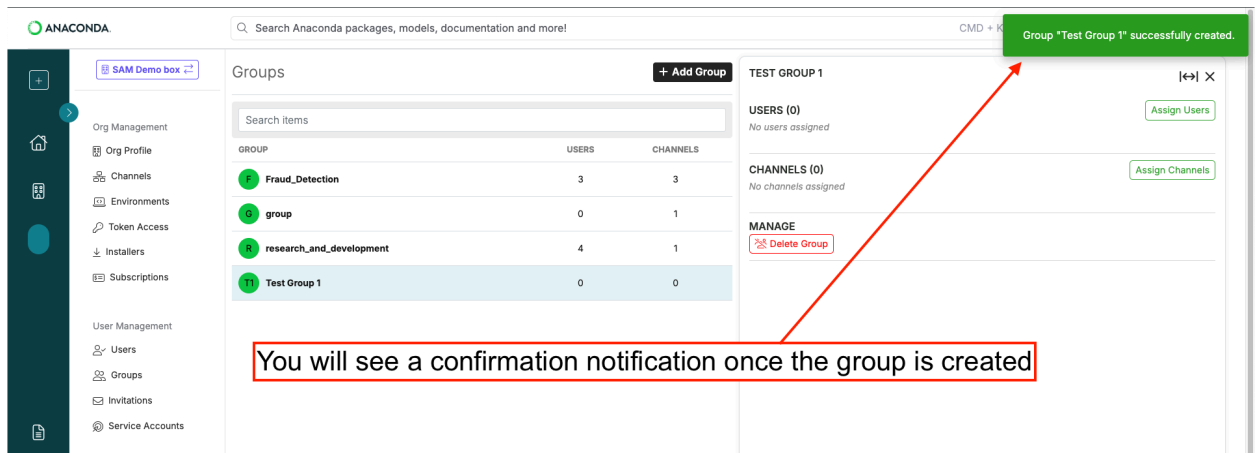 ANACONDA.
Search Anaconda packages, models, documentation and more!
CMD + K
Group "Test Group 1" successfully created.
SAM Demo box
Org Management
Org Profile
Channels
Environments
Token Access
Installers
Subscriptions
User Management
Users
Groups
Invitations
Service Accounts
Groups
+ Add Group
Search items
GROUP USERS CHANNELS
F Fraud_Detection 3 3
G group 0 1
R research_and_development 4 1
T1 Test Group 1 0 0
TEST GROUP 1
USERS (0) Assign Users
No users assigned
CHANNELS (0) Assign Channels
No channels assigned
MANAGE
Delete Group
You will see a confirmation notification once the group is created